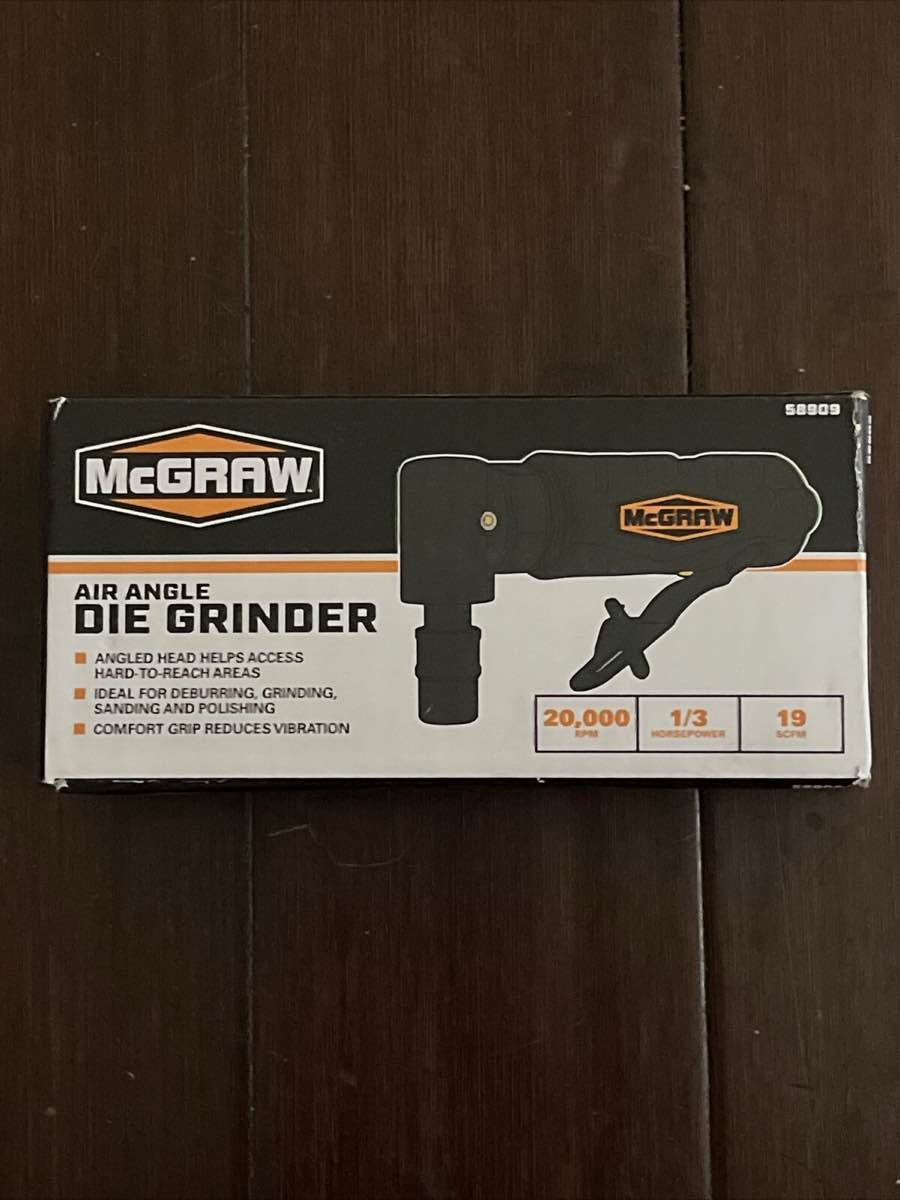 58909
McGRAW
McGRAW
AIR ANGLE
DIE GRINDER
ANGLED HEAD HELPS ACCESS
HARD-TO-REACH AREAS
IDEAL FOR DEBURRING, GRINDING,
SANDING AND POLISHING
COMFORT GRIP REDUCES VIBRATION
20,000
RPM
1/3
HORSEPOWER
19
SCFM